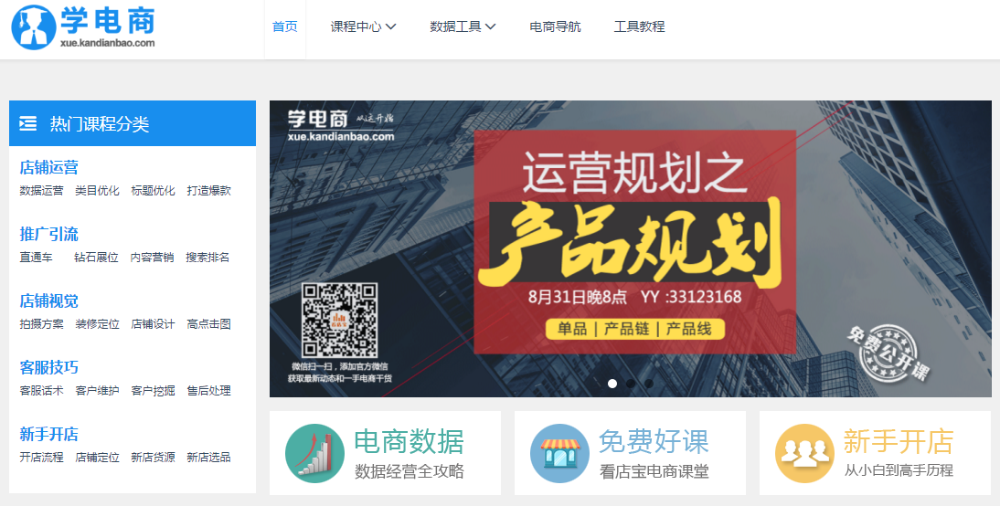 学电商
xue.kandianbao.com
首页 课程中心 数据工具 电商导航 工具教程
热门课程分类
店铺运营
数据运营 类目优化 标题优化 打造爆款
推广引流
直通车 钻石展位 内容营销 搜索排名
店铺视觉
拍摄方案 装修定位 店铺设计 高点击图
客服技巧
客服话术 客户维护 客户挖掘 售后处理
新手开店
开店流程 店铺定位 新店货源 新店选品
学电商 从这开始
xue.kandianbao.com
运营规划之
产品规划
8月31日晚8点 YY :33123168
单品 | 产品链 | 产品线
微信扫一扫，添加官方微信
获取最新动态和一手电商干货
免费公开课
电商数据
数据经营全攻略
免费好课
看店宝电商课堂
新手开店
从小白到高手历程